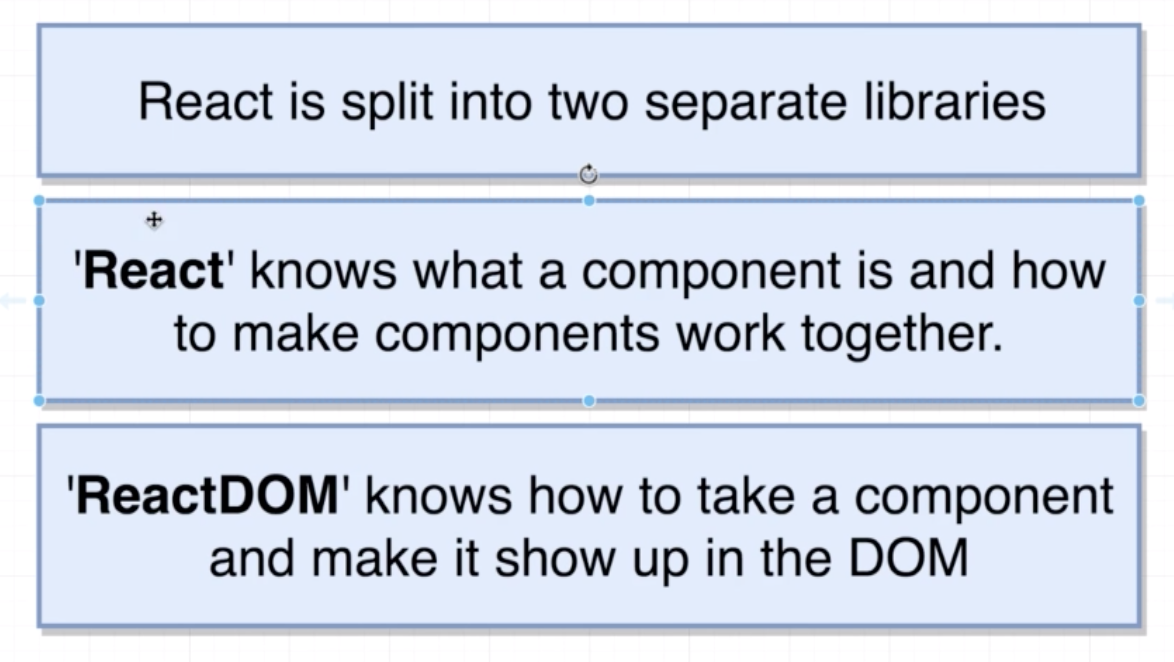 React is split into two separate libraries
'React' knows what a component is and how
to make components work together.
'ReactDOM' knows how to take a component
and make it show up in the DOM